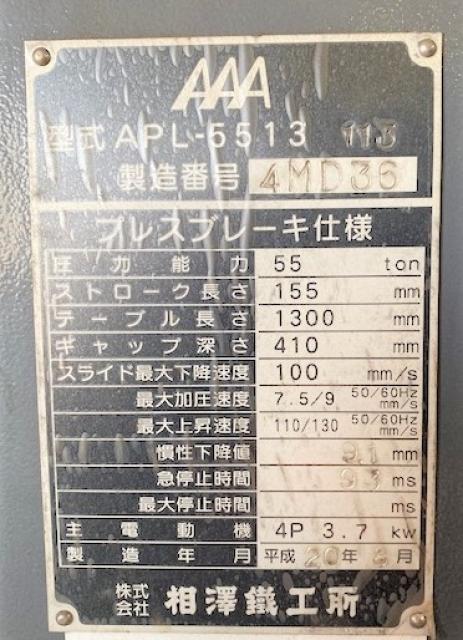 AAA
型式 APL-5513 113
製造番号 4MD36
プレスブレーキ仕様
圧力能力 55 ton
ストローク長さ 155 mm
テーブル長さ 1300 mm
ギャップ深さ 410 mm
スライド最大下降速度 100 mm/s
最大加圧速度 7.5/9 50/60Hz mm/s
最大上昇速度 110/130 50/60Hz mm/s
慣性下降値 9.1 mm
急停止時間 93 ms
最大停止時間 ms
主電動機 4P 3.7 kw
製造年月 平成 20年 月
株式会社 相澤鐵工所